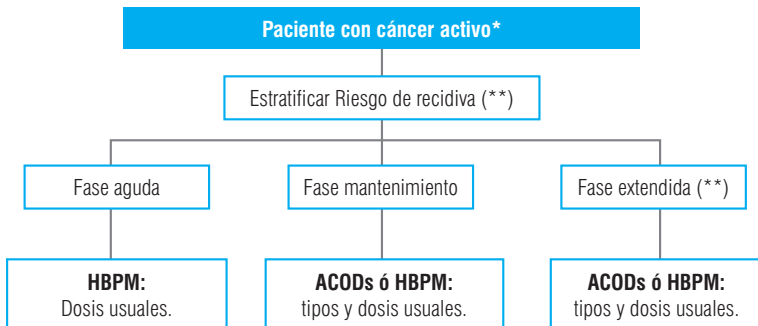 Paciente con cáncer activo*
Estratificar Riesgo de recidiva (**)
Fase aguda
Fase mantenimiento
Fase extendida (**)
HBPM:
Dosis usuales.
ACODs ó HBPM:
tipos y dosis usuales.
ACODs ó HBPM:
tipos y dosis usuales.